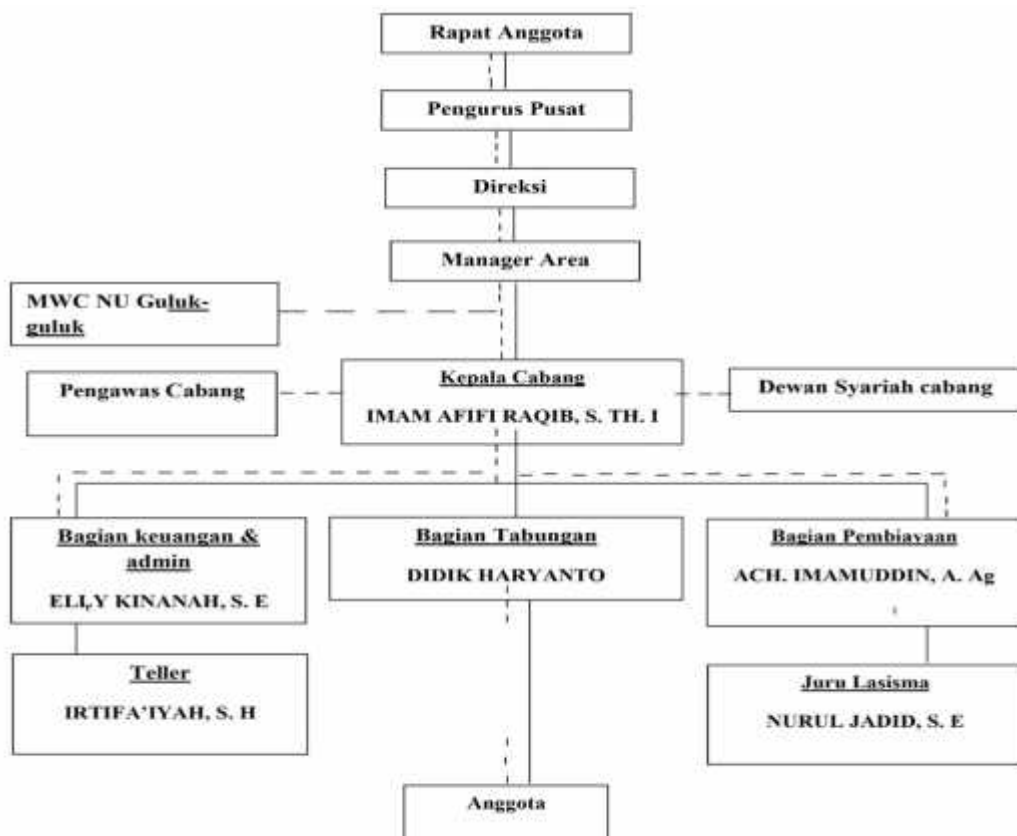 Rapat Anggota
Pengurus Pusat
Direksi
Manager Area
MWC NU Guluk-
guluk
Pengawas Cabang
Kepala Cabang
IMAM AFIFI RAQIB, S. TH. I
Dewan Syariah cabang
Bagian keuangan &
admin
ELLY KINANAH, S. E
Bagian Tabungan
DIDIK HARYANTO
Bagian Pembiayaan
ACH. IMAMUDDIN, A. Ag
Teller
IRTIFA'IYAH, S. H
Juru Lasisma
NURUL JADID, S. E
Anggota